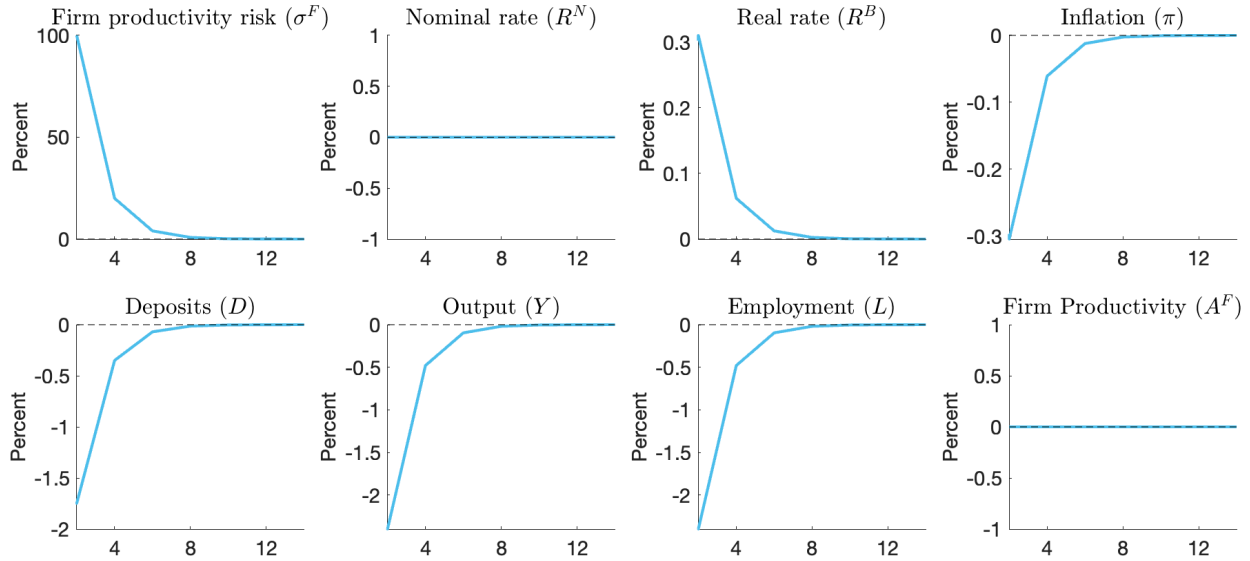 Firm productivity risk (σ^F)
Percent
100
50
0
4 8 12
Nominal rate (R^N)
Percent
1
0.5
0
-0.5
-1
4 8 12
Real rate (R^B)
Percent
0.3
0.2
0.1
0
4 8 12
Inflation (π)
Percent
0
-0.1
-0.2
-0.3
4 8 12
Deposits (D)
Percent
0
-0.5
-1
-1.5
-2
4 8 12
Output (Y)
Percent
0
-0.5
-1
-1.5
-2
4 8 12
Employment (L)
Percent
0
-0.5
-1
-1.5
-2
4 8 12
Firm Productivity (A^F)
Percent
1
0.5
0
-0.5
-1
4 8 12